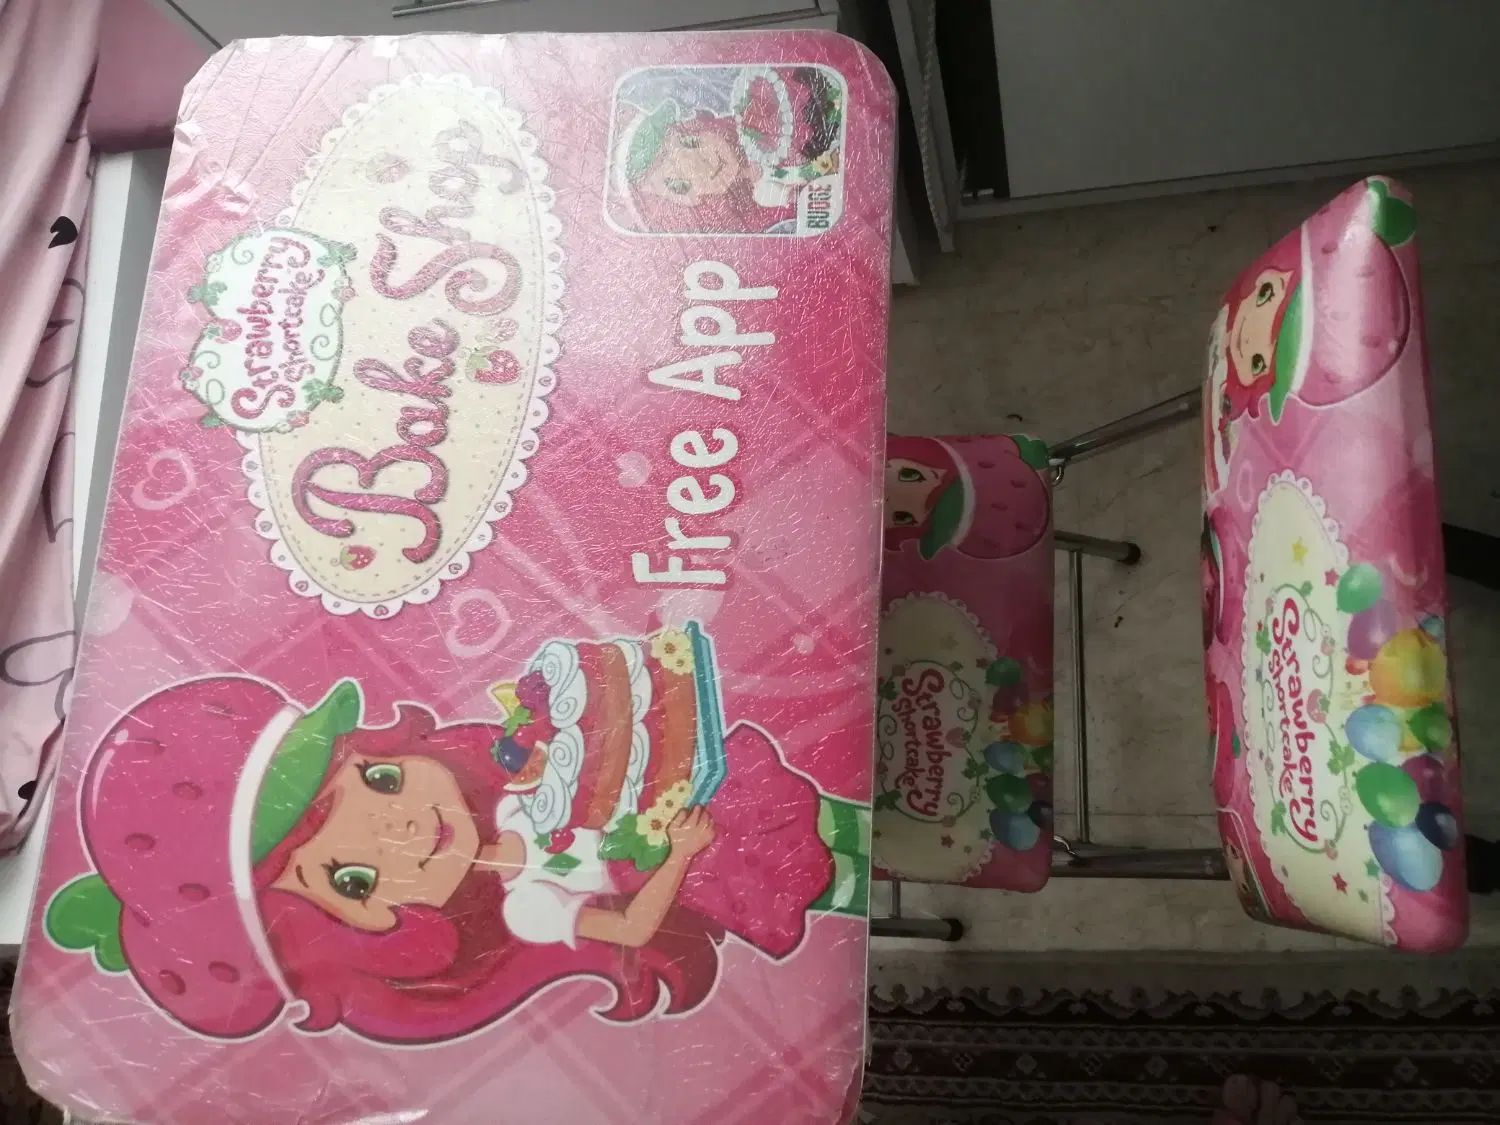 Strawberry
Shortcake
Bake Shop
BUDGE
Free App
Strawberry
Shortcake
Strawberry
Shortcake